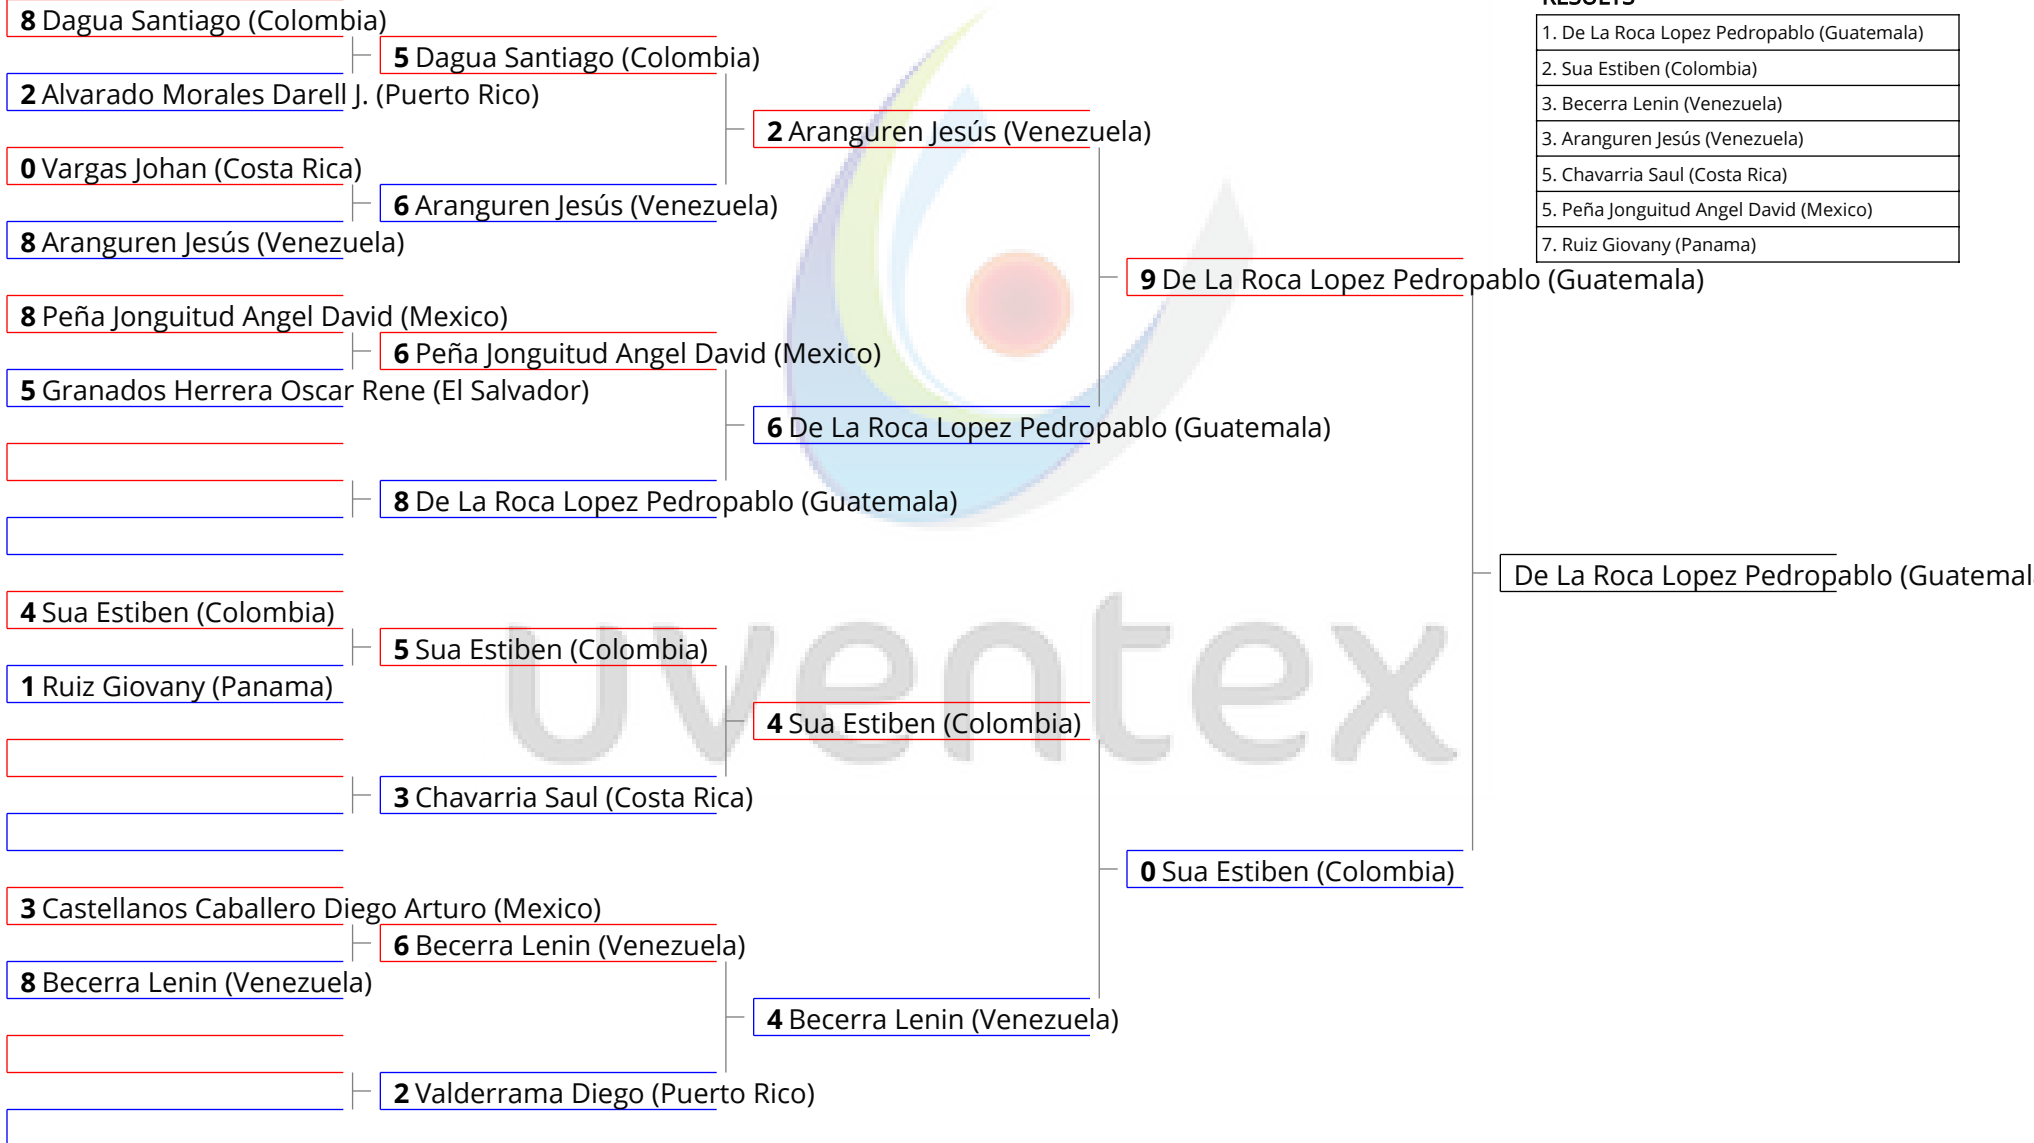 RESULTS
1. De La Roca Lopez Pedropablo (Guatemala)
2. Sua Estiben (Colombia)
3. Becerra Lenin (Venezuela)
3. Aranguren Jesús (Venezuela)
5. Chavarria Saul (Costa Rica)
5. Peña Jonguitud Angel David (Mexico)
7. Ruiz Giovany (Panama)
8 Dagua Santiago (Colombia)
5 Dagua Santiago (Colombia)
2 Alvarado Morales Darell J. (Puerto Rico)
2 Aranguren Jesús (Venezuela)
0 Vargas Johan (Costa Rica)
6 Aranguren Jesús (Venezuela)
8 Aranguren Jesús (Venezuela)
9 De La Roca Lopez Pedropablo (Guatemala)
8 Peña Jonguitud Angel David (Mexico)
6 Peña Jonguitud Angel David (Mexico)
5 Granados Herrera Oscar Rene (El Salvador)
6 De La Roca Lopez Pedropablo (Guatemala)
8 De La Roca Lopez Pedropablo (Guatemala)
De La Roca Lopez Pedropablo (Guatemal
4 Sua Estiben (Colombia)
5 Sua Estiben (Colombia)
1 Ruiz Giovany (Panama)
uventex
4 Sua Estiben (Colombia)
3 Chavarria Saul (Costa Rica)
0 Sua Estiben (Colombia)
3 Castellanos Caballero Diego Arturo (Mexico)
6 Becerra Lenin (Venezuela)
8 Becerra Lenin (Venezuela)
4 Becerra Lenin (Venezuela)
2 Valderrama Diego (Puerto Rico)